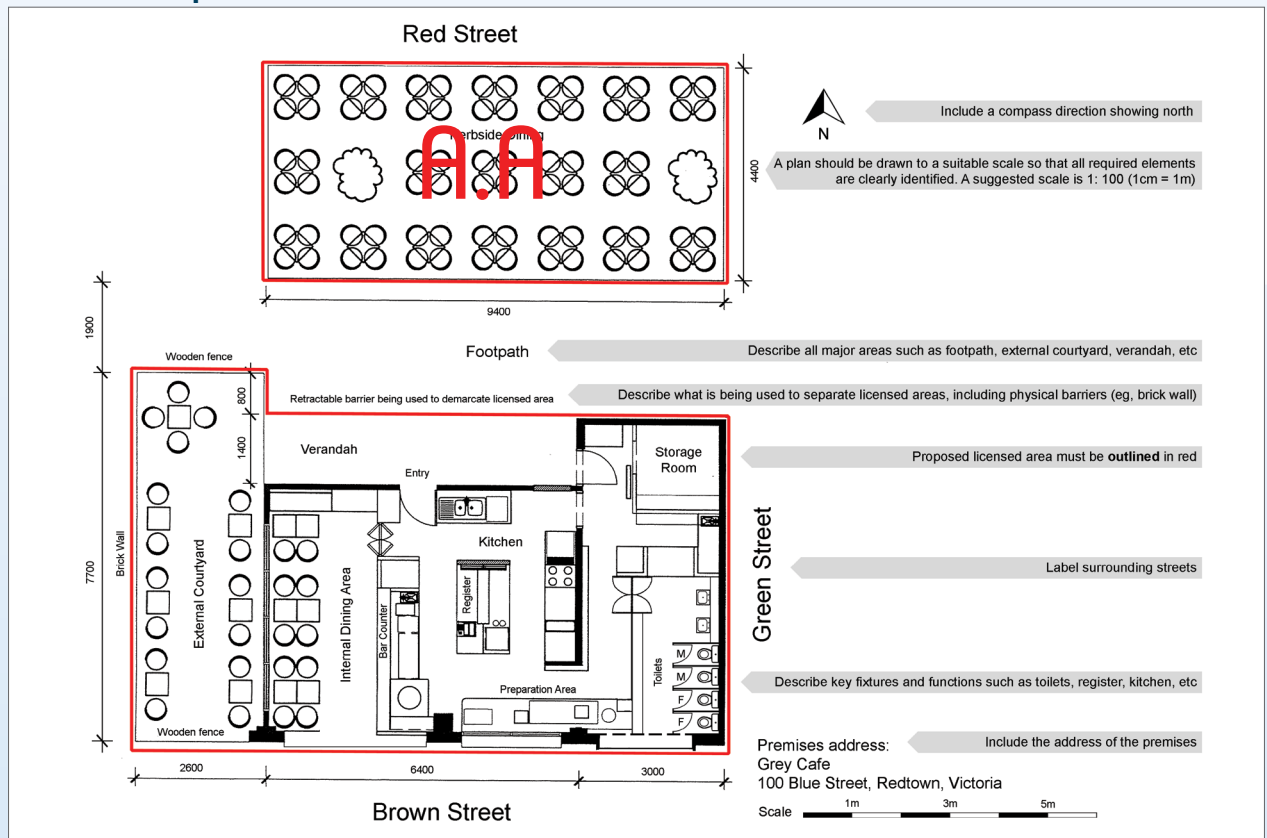 Red Street
Kerbside Dining
A.A
N
Include a compass direction showing north
4400
A plan should be drawn to a suitable scale so that all required elements
are clearly identified. A suggested scale is 1: 100 (1cm = 1m)
9400
1900
Footpath
Describe all major areas such as footpath, external courtyard, verandah, etc
Wooden fence
800
Retractable barrier being used to demarcate licensed area
Describe what is being used to separate licensed areas, including physical barriers (eg, brick wall)
1400
Verandah
Entry
Storage
Room
Proposed licensed area must be outlined in red
Kitchen
7700
Brick Wall
External Courtyard
Internal Dining Area
Bar Counter
Register
Green Street
Label surrounding streets
Toilets
M
M
F
F
Describe key fixtures and functions such as toilets, register, kitchen, etc
Preparation Area
Wooden fence
Premises address:
Include the address of the premises
Grey Cafe
100 Blue Street, Redtown, Victoria
2600
6400
3000
Brown Street
Scale
1m
3m
5m